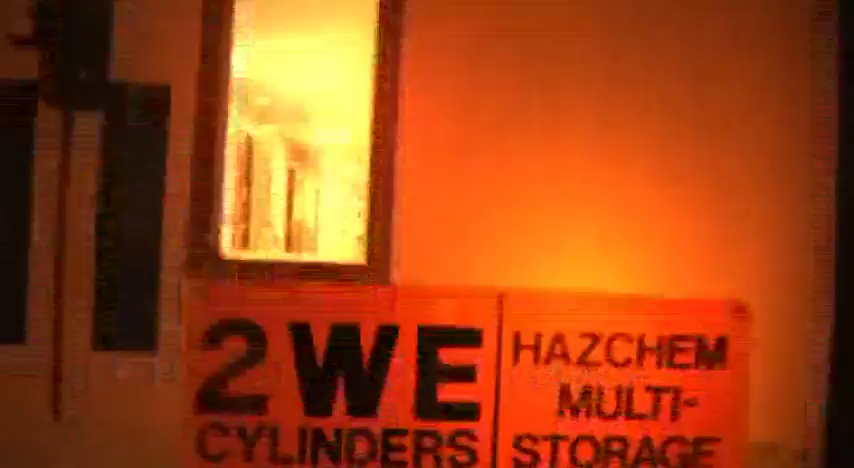 2WE
CYLINDERS
HAZCHEM
MULTI-
STORAGE